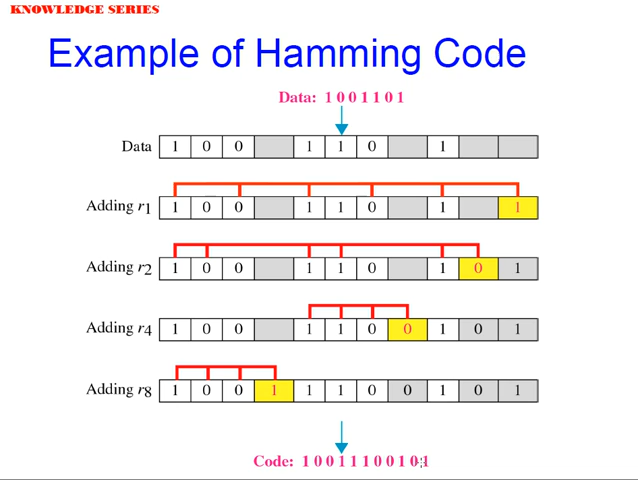 KNOWLEDGE SERIES
Example of Hamming Code
Data: 1 0 0 1 1 0 1
Data 1 0 0 1 1 0 1
Adding r1 1 0 0 1 1 0 1 1
Adding r2 1 0 0 1 1 0 1 0 1
Adding r4 1 0 0 1 1 0 0 1 0 1
Adding r8 1 0 0 1 1 1 0 0 1 0 1
Code: 1 0 0 1 1 1 0 0 1 0 1